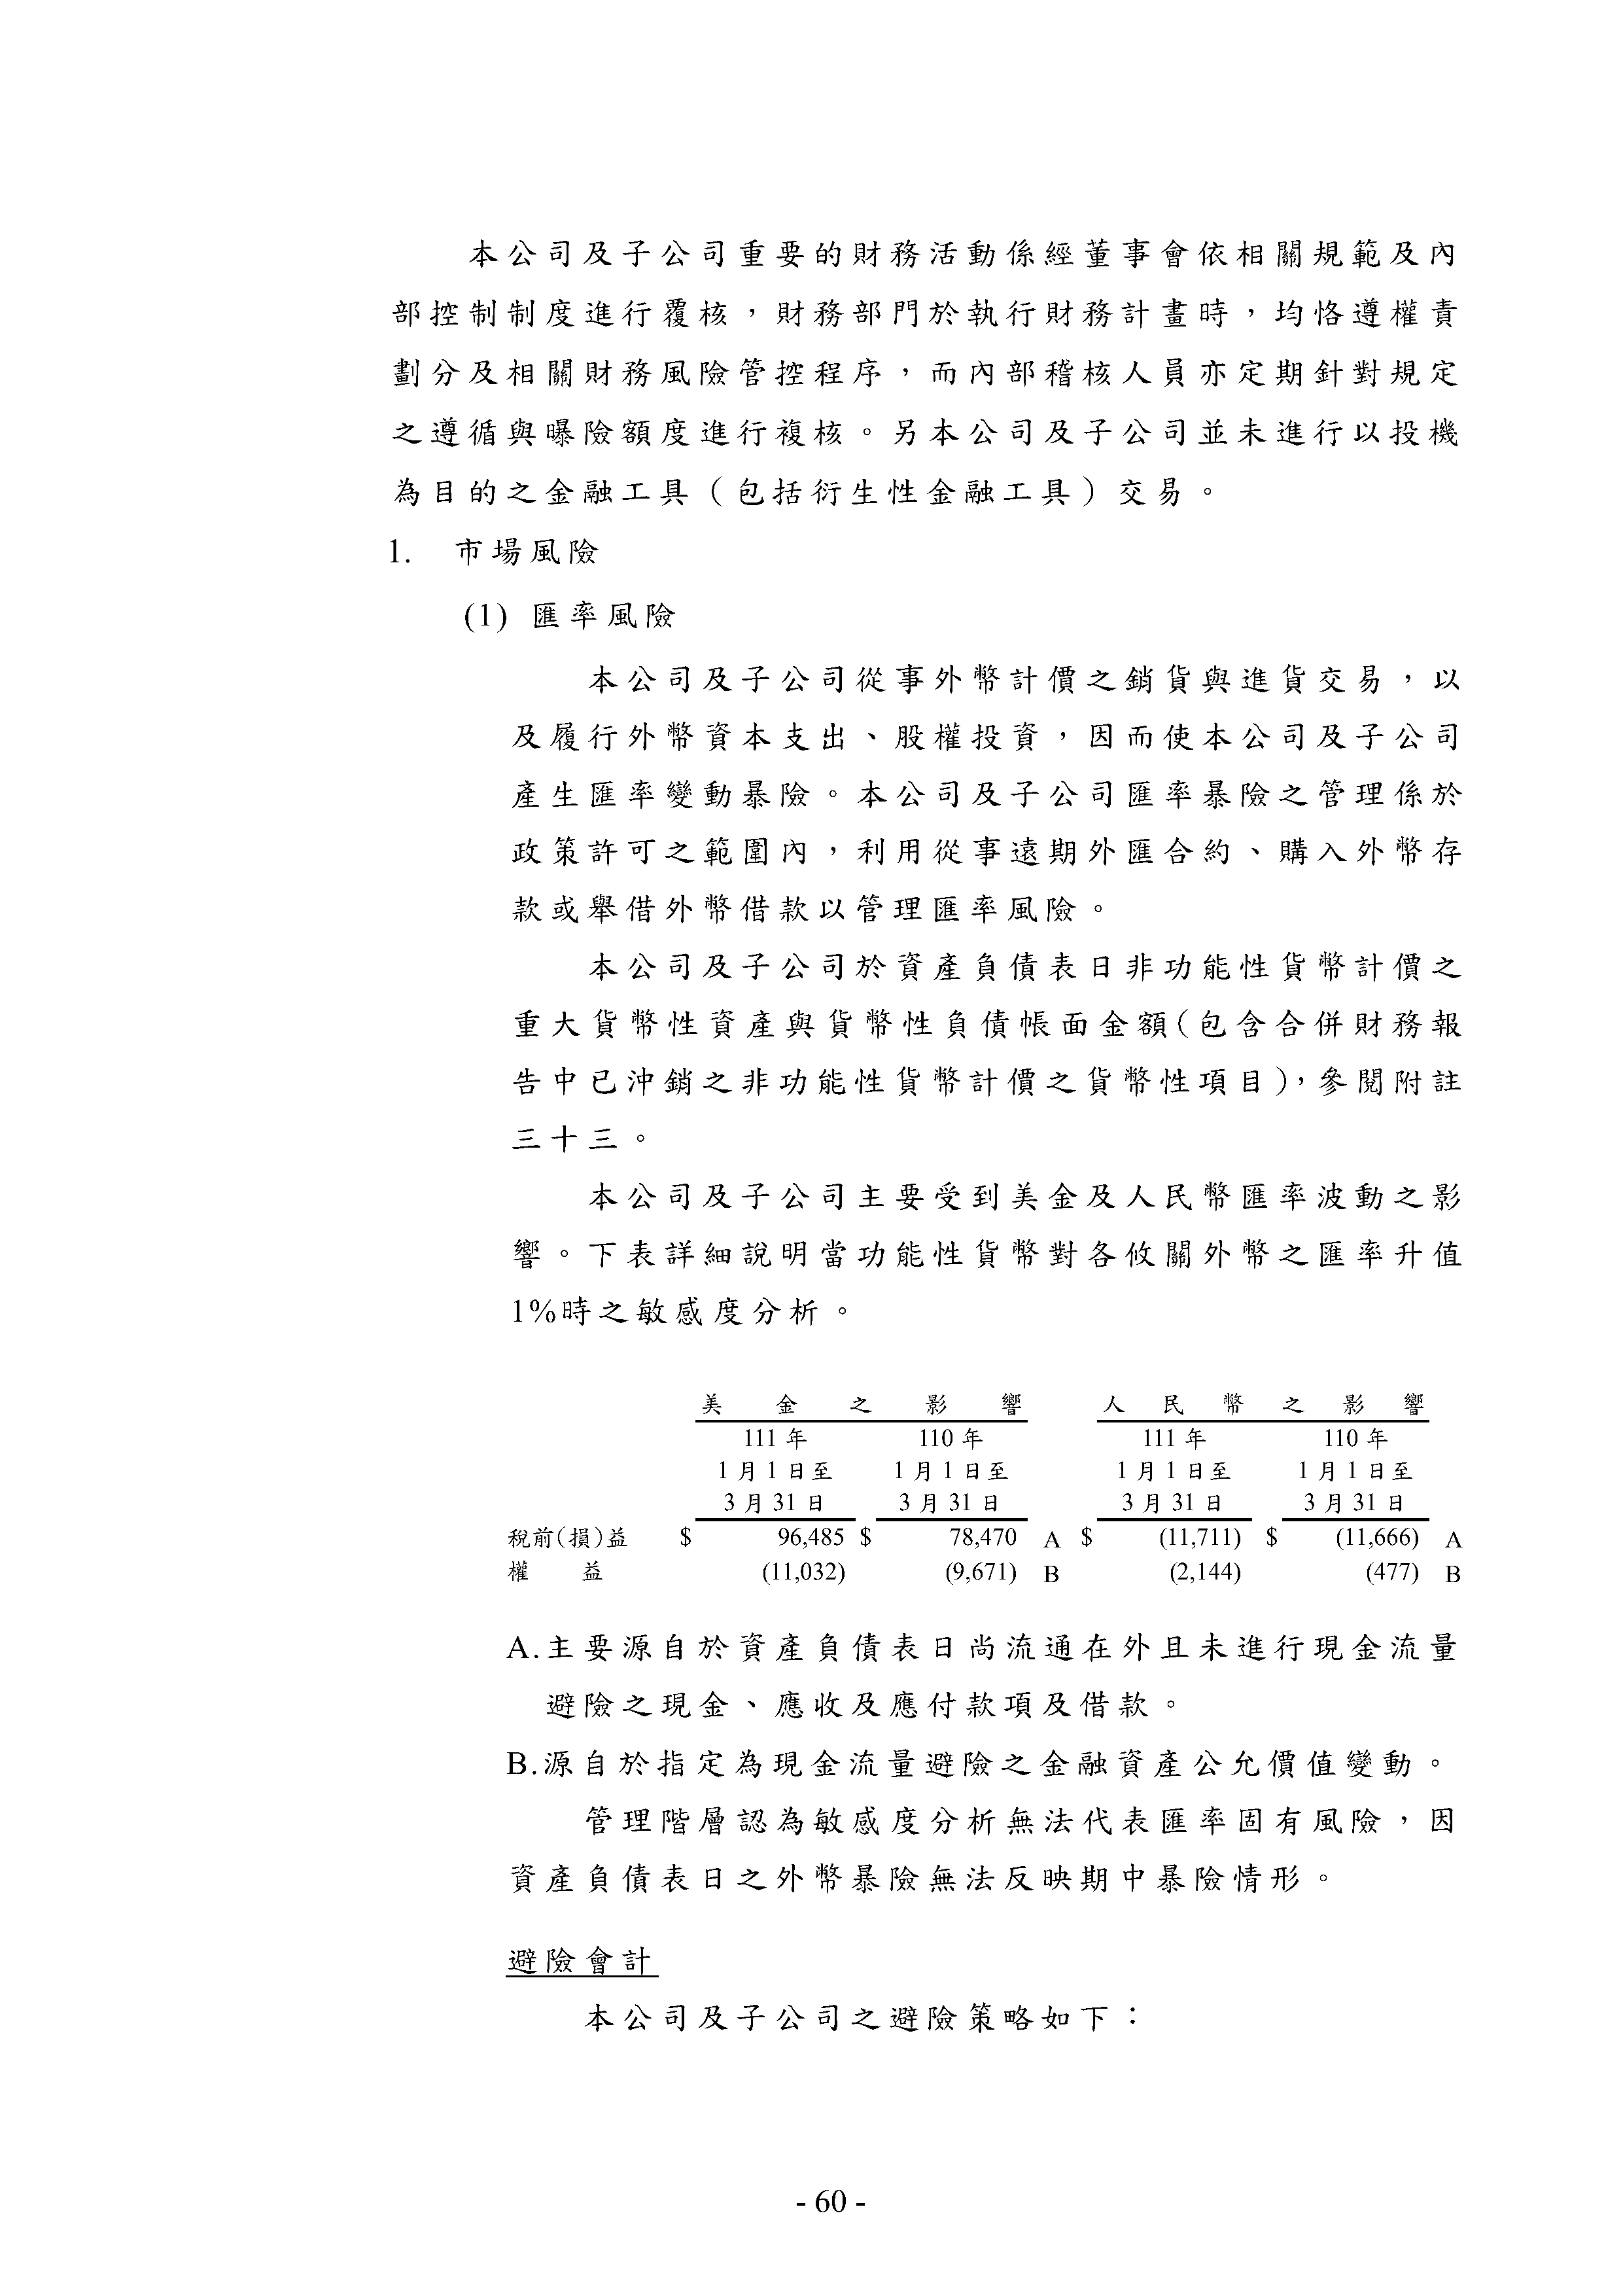 本公司及子公司重要的財務活動係經董事會依相關規範及內
部控制制度進行覆核，財務部門於執行財務計畫時，均恪遵權責
劃分及相關財務風險管控程序，而內部稽核人員亦定期針對規定
之遵循與曝險額度進行複核。另本公司及子公司並未進行以投機
為目的之金融工具（包括衍生性金融工具）交易。
1. 市場風險
(1) 匯率風險
本公司及子公司從事外幣計價之銷貨與進貨交易，以
及履行外幣資本支出、股權投資，因而使本公司及子公司
產生匯率變動暴險。本公司及子公司匯率暴險之管理係於
政策許可之範圍內，利用從事遠期外匯合約、購入外幣存
款或舉借外幣借款以管理匯率風險。
本公司及子公司於資產負債表日非功能性貨幣計價之
重大貨幣性資產與貨幣性負債帳面金額(包含合併財務報
告中已沖銷之非功能性貨幣計價之貨幣性項目)，參閱附註
三十三。
本公司及子公司主要受到美金及人民幣匯率波動之影
響。下表詳細說明當功能性貨幣對各攸關外幣之匯率升值
1%時之敏感度分析。
美金之影響 人民幣之影響
111 年 110 年 111 年 110 年
1 月 1 日至 1 月 1 日至 1 月 1 日至 1 月 1 日至
3 月 31 日 3 月 31 日 3 月 31 日 3 月 31 日
稅前(損)益 $ 96,485 $ 78,470 A $ (11,711) $ (11,666) A
權益 (11,032) (9,671) B (2,144) (477) B
A.主要源自於資產負債表日尚流通在外且未進行現金流量
避險之現金、應收及應付款項及借款。
B.源自於指定為現金流量避險之金融資產公允價值變動。
管理階層認為敏感度分析無法代表匯率固有風險，因
資產負債表日之外幣暴險無法反映期中暴險情形。
避險會計
本公司及子公司之避險策略如下：
- 60 -